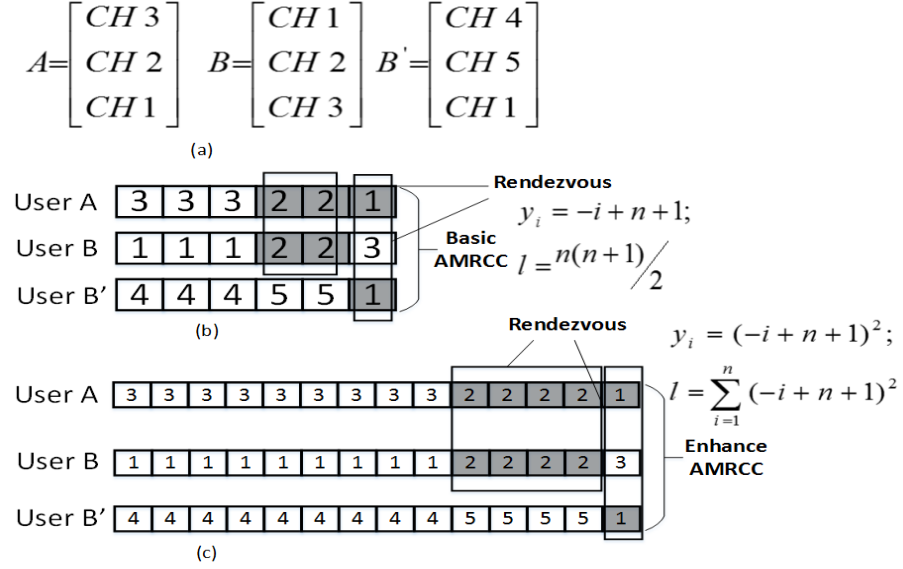 A= [CH 3 CH 2 CH 1] B= [CH 1 CH 2 CH 3] B' = [CH 4 CH 5 CH 1]
(a)
User A 3 3 3 2 2 1
User B 1 1 1 2 2 3
User B’ 4 4 4 5 5 1
Rendezvous
Basic
AMRCC
y_i = -i + n + 1;
l = n(n+1)/2
(b)
Rendezvous
User A 3 3 3 3 3 3 3 3 3 2 2 2 2 1
User B 1 1 1 1 1 1 1 1 1 2 2 2 2 3
User B’ 4 4 4 4 4 4 4 4 4 5 5 5 5 1
y_i = (-i + n + 1)^2;
l = ∑_{i=1}^{n} (-i + n + 1)^2
Enhance
AMRCC
(c)